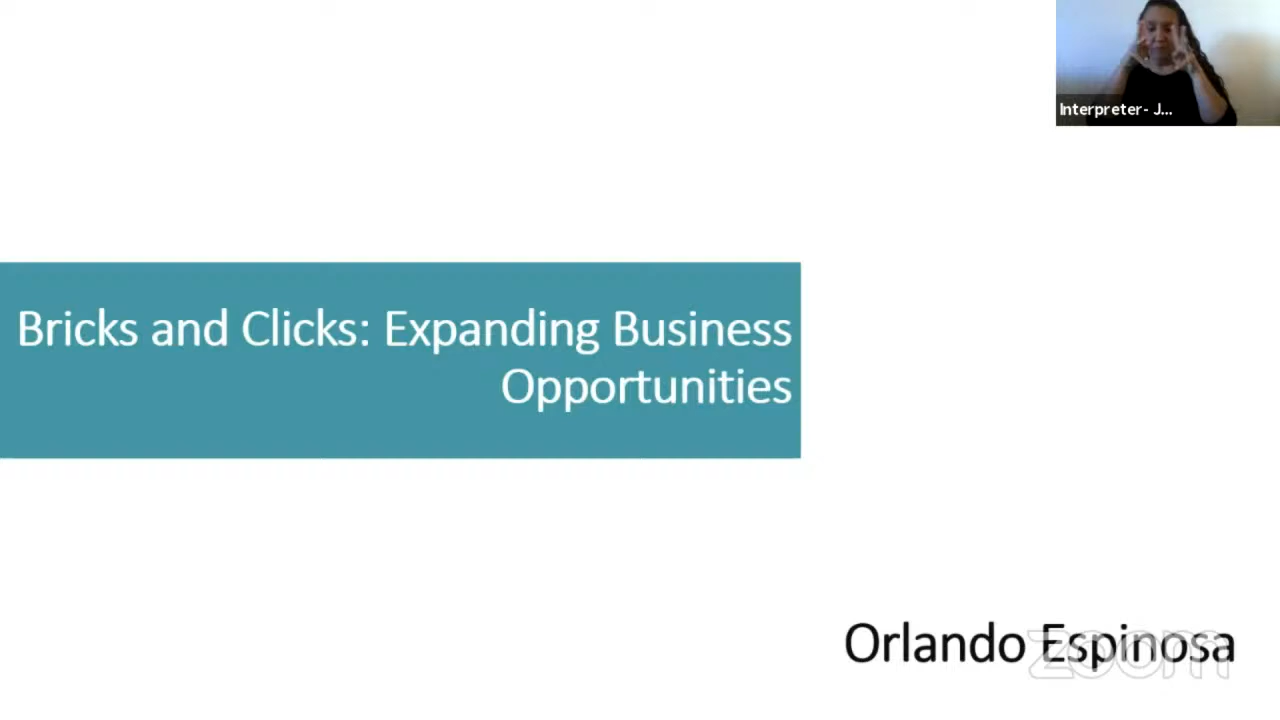 Interpreter- J...
Bricks and Clicks: Expanding Business
Opportunities
Orlando Espinosa
zoom